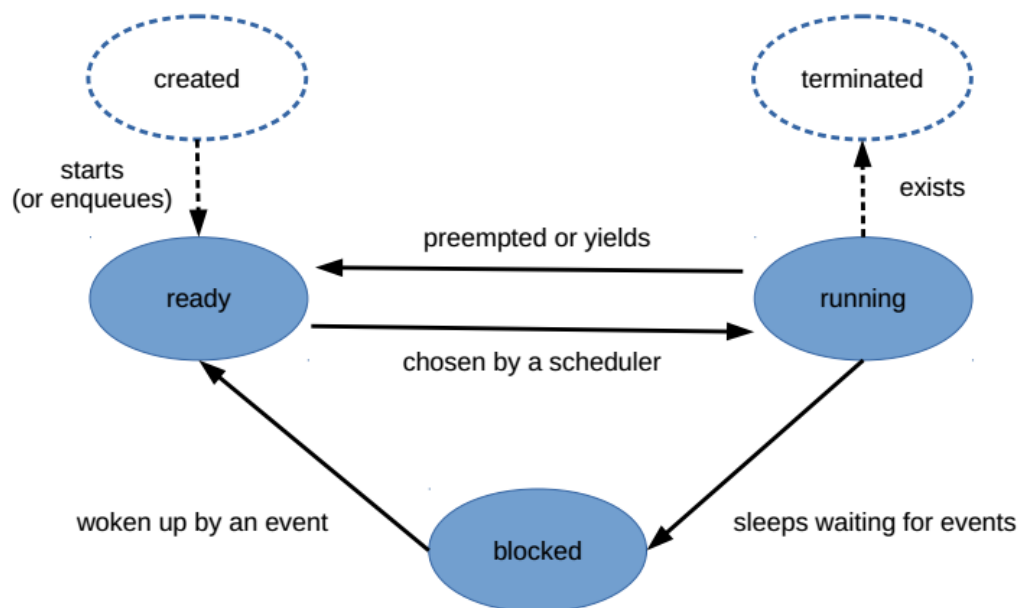 created
terminated
starts
(or enqueues)
exists
preempted or yields
ready
running
chosen by a scheduler
woken up by an event
sleeps waiting for events
blocked